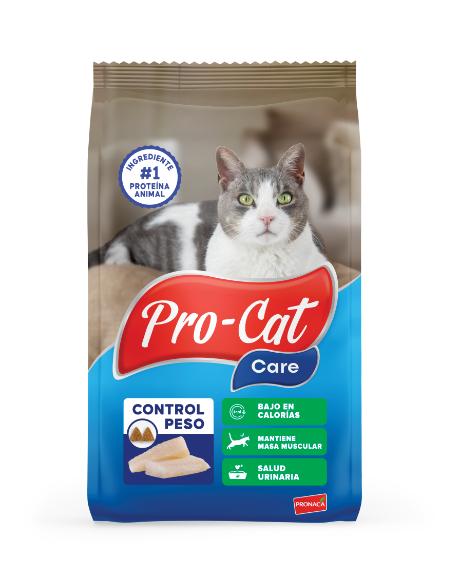 INGREDIENTE
#1
PROTEÍNA
ANIMAL
Pro-Cat
Care
CONTROL
PESO
BAJO EN
CALORÍAS
MANTIENE
MASA MUSCULAR
SALUD
URINARIA
PRONACA